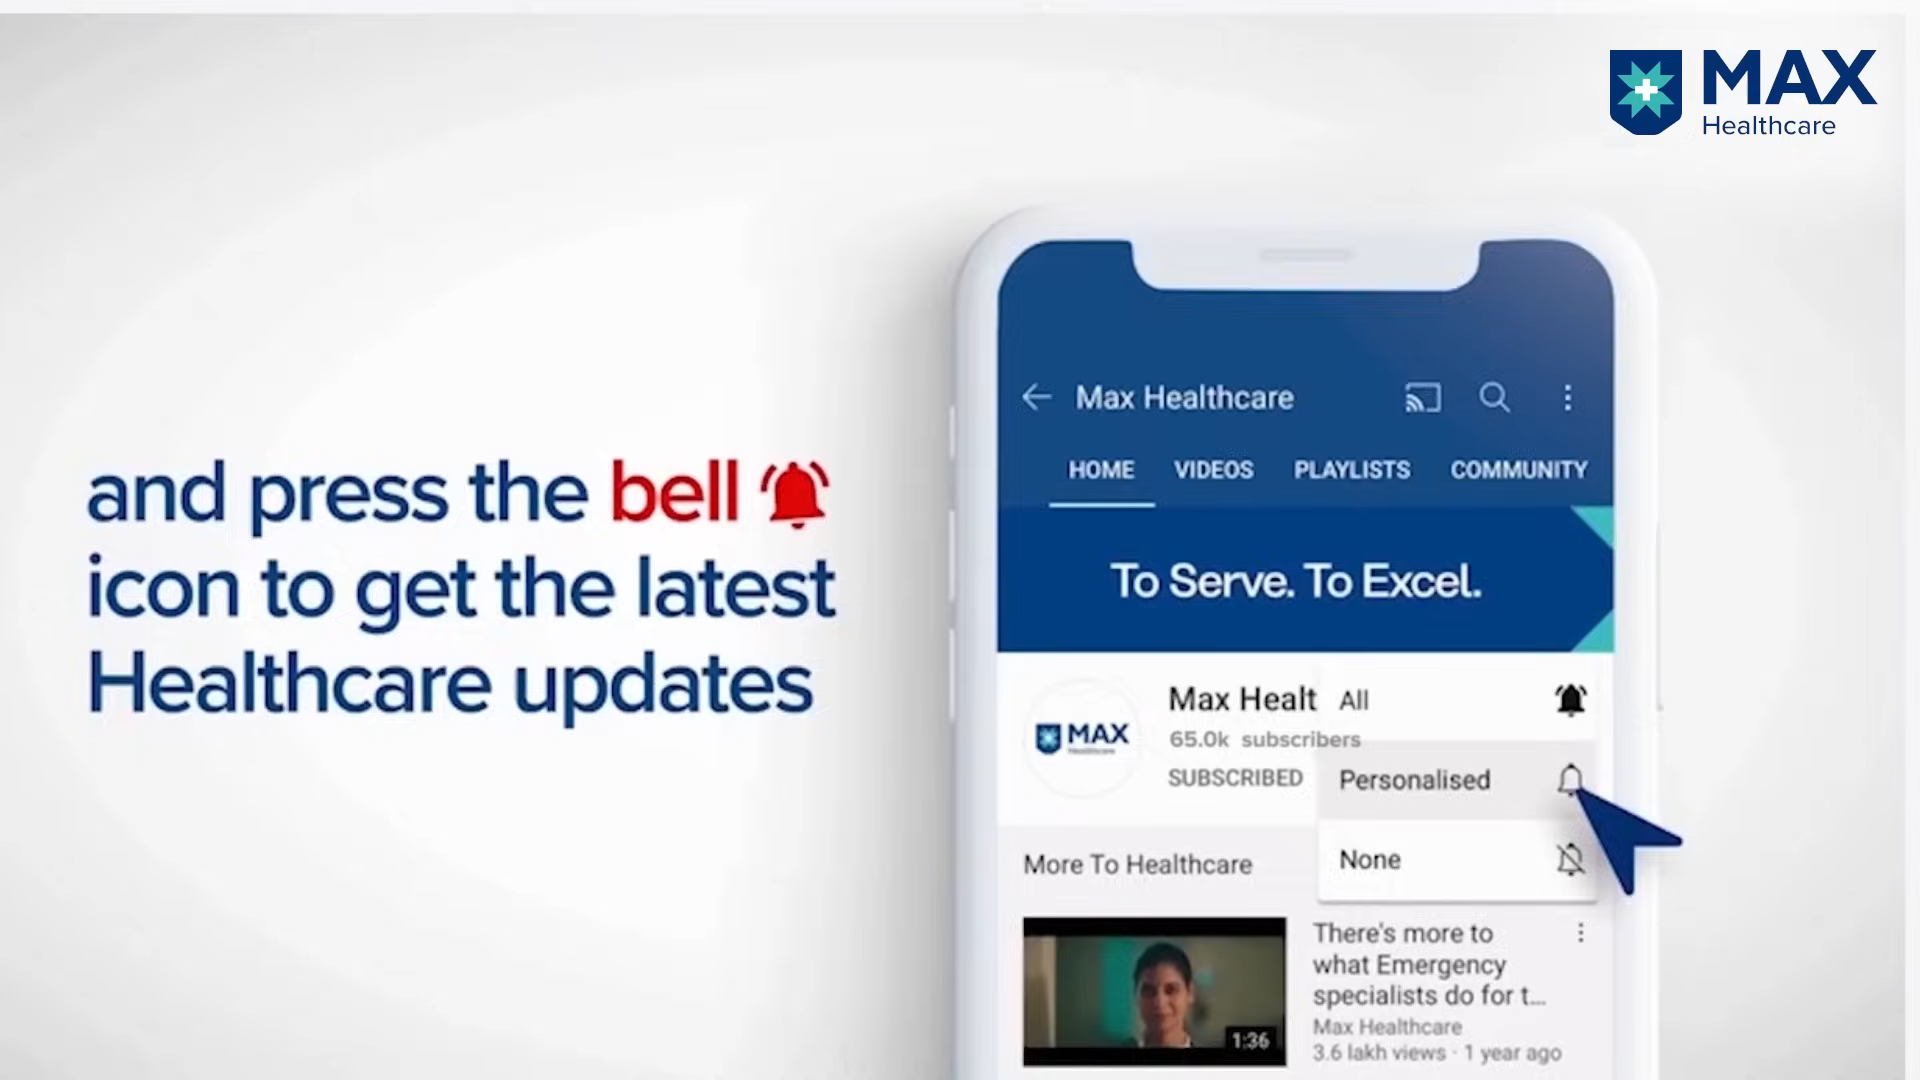 MAX
Healthcare
and press the bell
icon to get the latest
Healthcare updates
Max Healthcare
HOME VIDEOS PLAYLISTS COMMUNITY
To Serve. To Excel.
MAX
Healthcare
Max Healt
65.0k subscribers
SUBSCRIBED
All
Personalised
None
More To Healthcare
1:36
There's more to
what Emergency
specialists do for t...
Max Healthcare
3.6 lakh views · 1 year ago